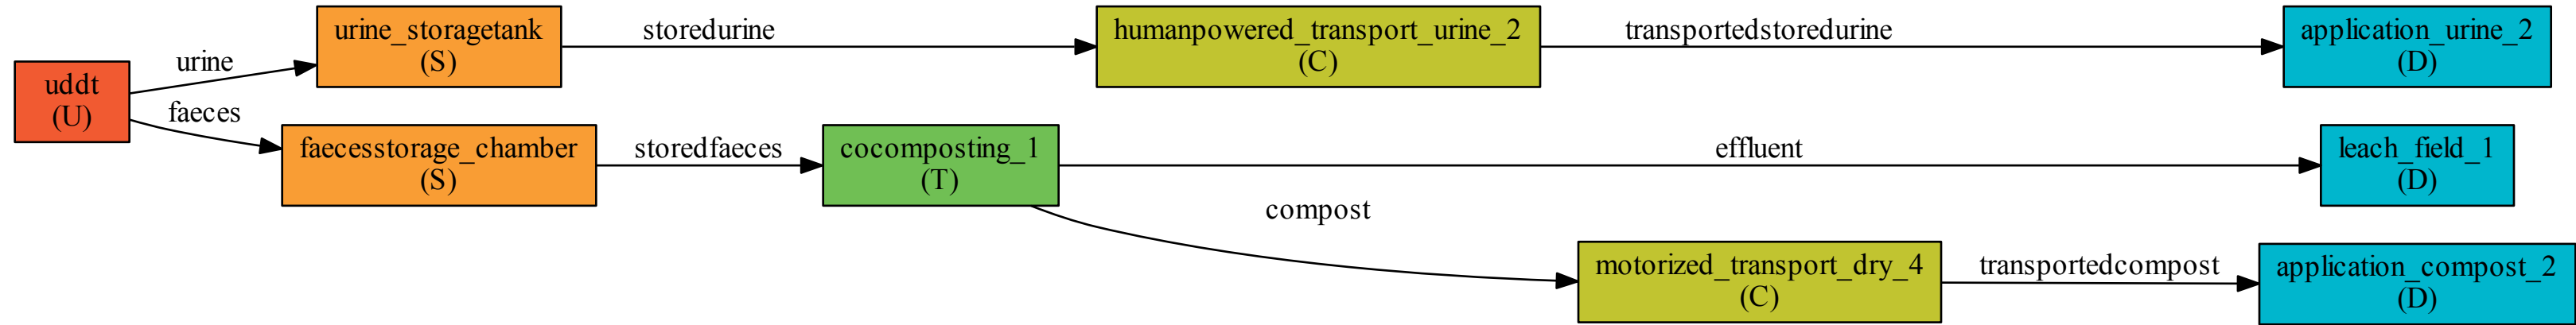 uddt
(U)
urine
faeces
urine_storagetank
(S)
storedurine
humanpowered_transport_urine_2
(C)
transportedstoredurine
application_urine_2
(D)
faecesstorage_chamber
(S)
storedfaeces
cocomposting_1
(T)
effluent
leach_field_1
(D)
compost
motorized_transport_dry_4
(C)
transportedcompost
application_compost_2
(D)